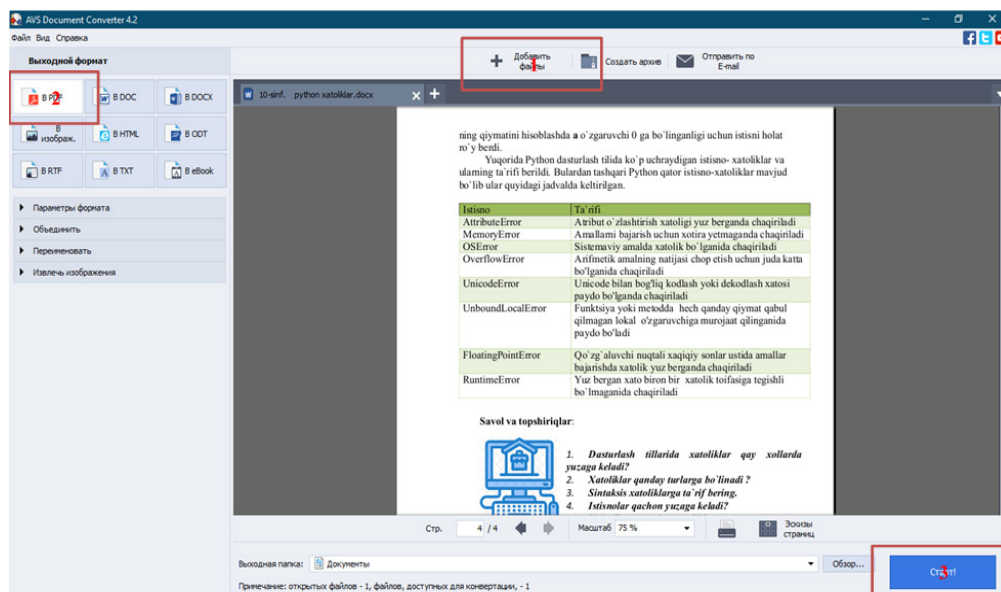 AVS Document Converter 4.2
Файл Вид Справка
Выходной формат
Добавить файлы
1
Создать архив
Отправить по E-mail
В PDF
2
В DOC
В DOCX
В изображ.
В HTML
В ODT
В RTF
В TXT
В eBook
Параметры формата
Объединить
Переименовать
Извлечь изображения
10-sinf. python xatoliklar.docx
ning qiymatini hisoblashda a o`zgaruvchi 0 ga bo`linganligi uchun istisni holat
ro`y berdi.
Yuqorida Python dasturlash tilida ko`p uchraydigan istisno- xatoliklar va
ularning ta`rifi berildi. Bulardan tashqari Python qator istisno-xatoliklar mavjud
bo`lib ular quyidagi jadvalda keltirilgan.
Istisno Ta`rifi
AttributeError Atribut o`zlashtirish xatoligi yuz berganda chaqiriladi
MemoryError Amallarni bajarish uchun xotira yetmaganda chaqiriladi
OSError Sistemaviy amalda xatolik bo`lganida chaqiriladi
OverflowError Arifmetik amalning natijasi chop etish uchun juda katta
bo'lganida chaqiriladi
UnicodeError Unicode bilan bog'liq kodlash yoki dekodlash xatosi
paydo bo'lganda chaqiriladi
UnboundLocalError Funktsiya yoki metodda hech qanday qiymat qabul
qilmagan lokal o'zgaruvchiga murojaat qilinganida
paydo bo'ladi
FloatingPointError Qo`zg`aluvchi nuqtali xaqiqiy sonlar ustida amallar
bajarishda xatolik yuz berganda chaqiriladi
RuntimeError Yuz bergan xato biron bir xatolik toifasiga tegishli
bo`lmaganida chaqiriladi
Savol va topshiriqlar:
1. Dasturlash tillarida xatoliklar qay xollarda
yuzaga keladi?
2. Xatoliklar qanday turlarga bo`linadi ?
3. Sintaksis xatoliklarga ta`rif bering.
4. Istisnolar qachon yuzaga keladi?
Стр. 4 / 4 Масштаб 75 % Эскизы страниц
Выходная папка: Документы Обзор...
Старт!
3
Примечание: открытых файлов - 1, файлов, доступных для конвертации, - 1